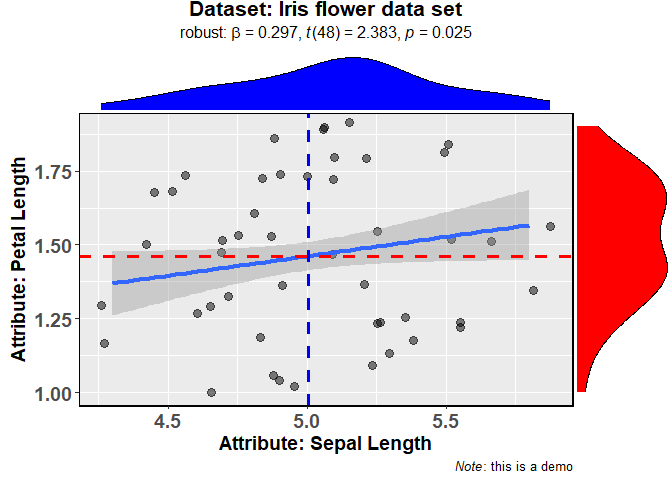 Dataset: Iris flower data set
robust: β = 0.297, t(48) = 2.383, p = 0.025
Attribute: Petal Length
1.75
1.50
1.25
1.00
4.5 5.0 5.5
Attribute: Sepal Length
Note: this is a demo